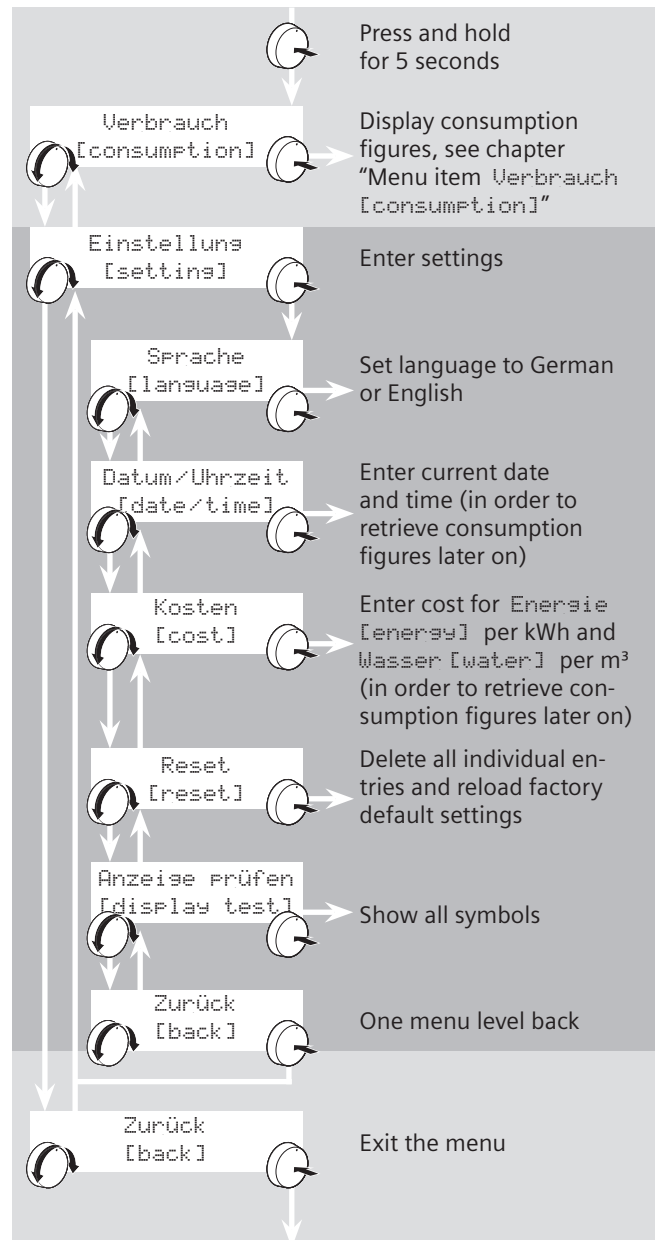 Press and hold
for 5 seconds
Verbrauch
[consumption]
Display consumption
figures, see chapter
“Menu item Verbrauch
[consumption]”
Einstellung
[setting]
Enter settings
Sprache
[language]
Set language to German
or English
Datum/Uhrzeit
[date/time]
Enter current date
and time (in order to
retrieve consumption
figures later on)
Kosten
[cost]
Enter cost for Energie
[energy] per kWh and
Wasser [water] per m³
(in order to retrieve con-
sumption figures later on)
Reset
[reset]
Delete all individual en-
tries and reload factory
default settings
Anzeige prüfen
[display test]
Show all symbols
Zurück
[back]
One menu level back
Zurück
[back]
Exit the menu